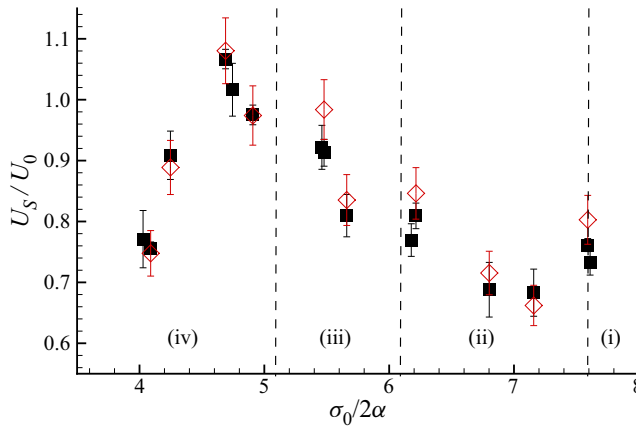 1.1
1.0
0.9
0.8
0.7
0.6
U_S / U_0
(iv)
(iii)
(ii)
(i)
4
5
6
7
8
σ_0/2α